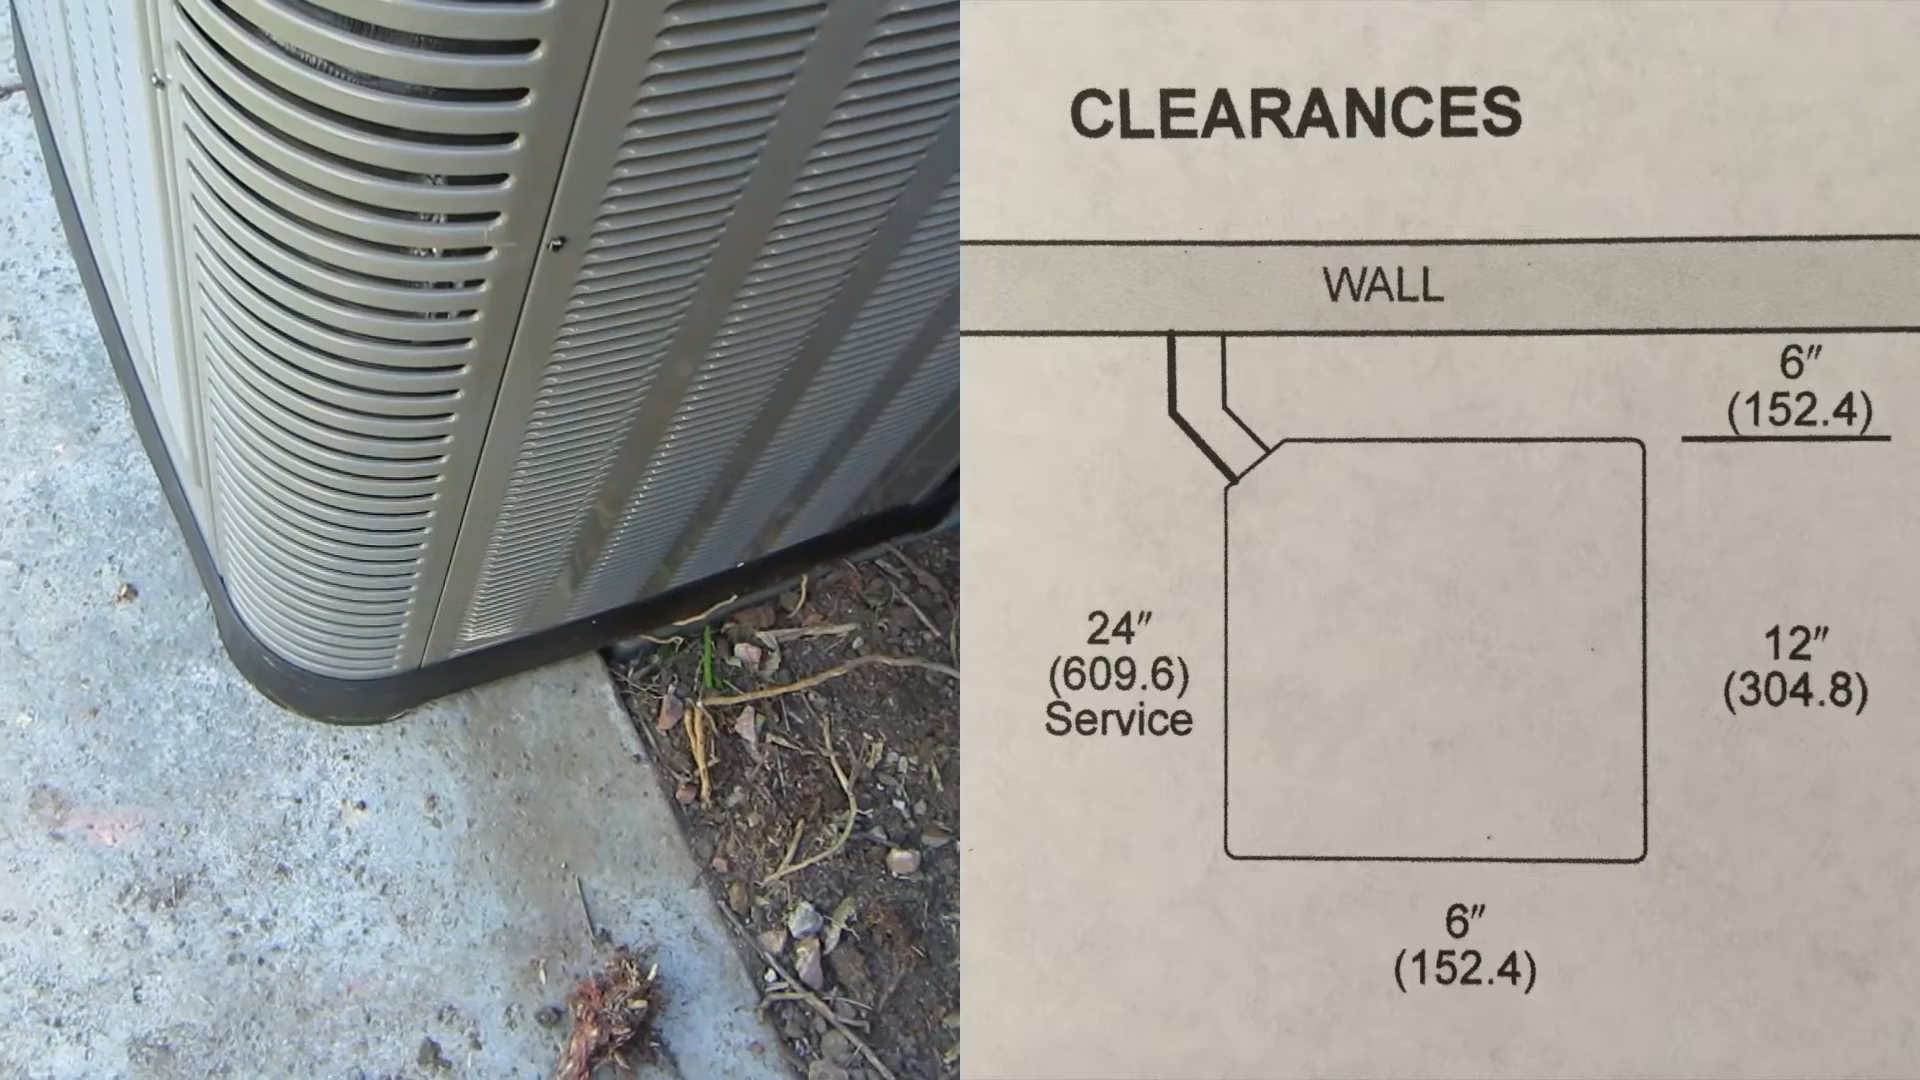 CLEARANCES
WALL
6″
(152.4)
24″
(609.6)
Service
12″
(304.8)
6″
(152.4)